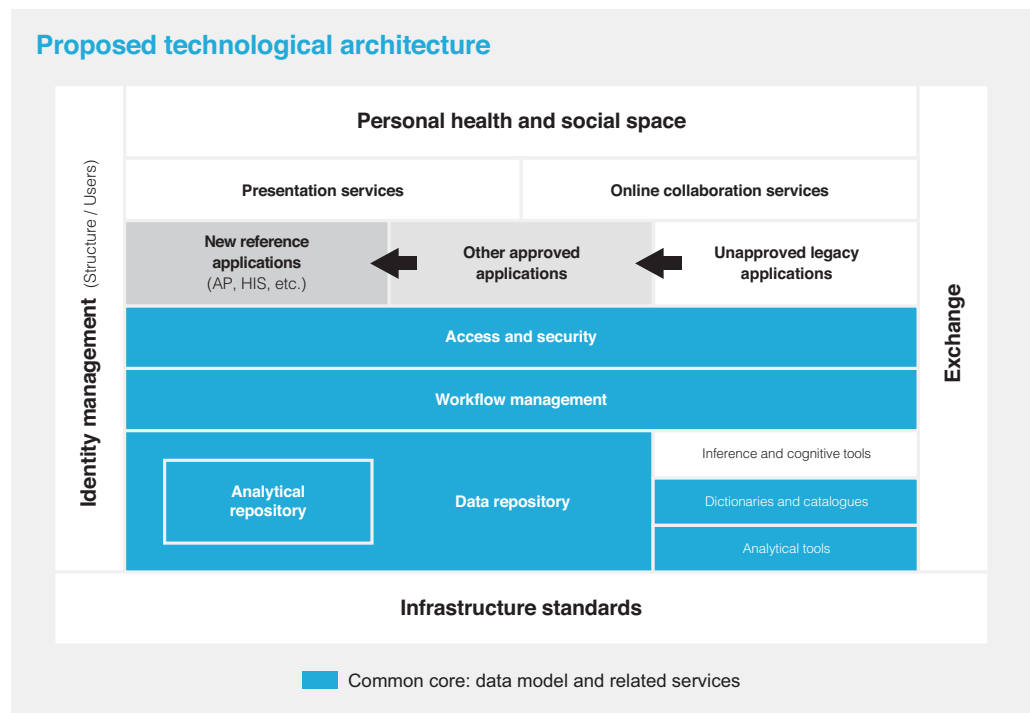 Proposed technological architecture
Identity management (Structure / Users)
Personal health and social space
Presentation services
Online collaboration services
New reference
applications
(AP, HIS, etc.)
Other approved
applications
Unapproved legacy
applications
Access and security
Workflow management
Analytical
repository
Data repository
Inference and cognitive tools
Dictionaries and catalogues
Analytical tools
Exchange
Infrastructure standards
Common core: data model and related services